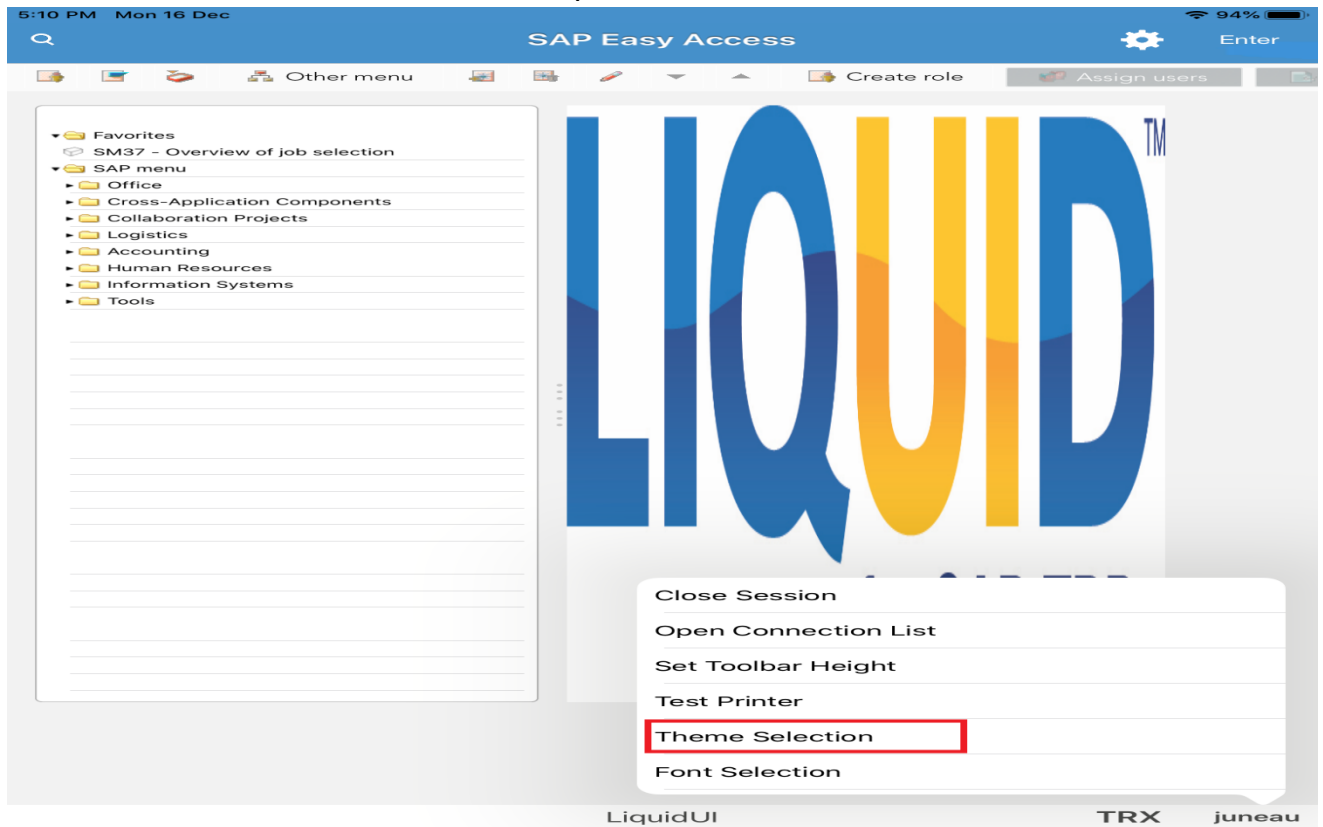 5:10 PM Mon 16 Dec 94%
SAP Easy Access Enter
Other menu Create role Assign users
Favorites
SM37 - Overview of job selection
SAP menu
Office
Cross-Application Components
Collaboration Projects
Logistics
Accounting
Human Resources
Information Systems
Tools
LIQUID TM
Close Session
Open Connection List
Set Toolbar Height
Test Printer
Theme Selection
Font Selection
LiquidUI TRX juneau